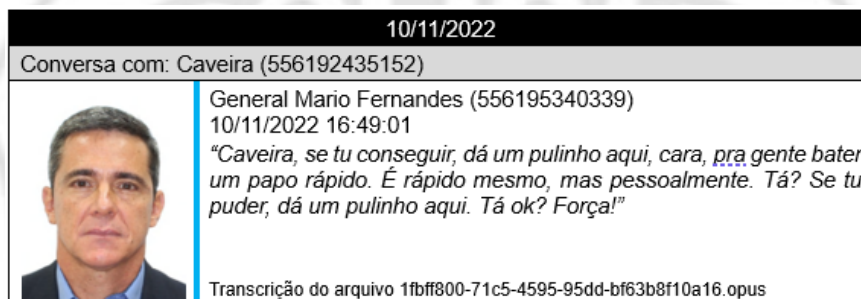 10/11/2022
Conversa com: Caveira (556192435152)
General Mario Fernandes (556195340339)
10/11/2022 16:49:01
“Caveira, se tu conseguir, dá um pulinho aqui, cara, pra gente bater
um papo rápido. É rápido mesmo, mas pessoalmente. Tá? Se tu
puder, dá um pulinho aqui. Tá ok? Força!”
Transcrição do arquivo 1fbff800-71c5-4595-95dd-bf63b8f10a16.opus